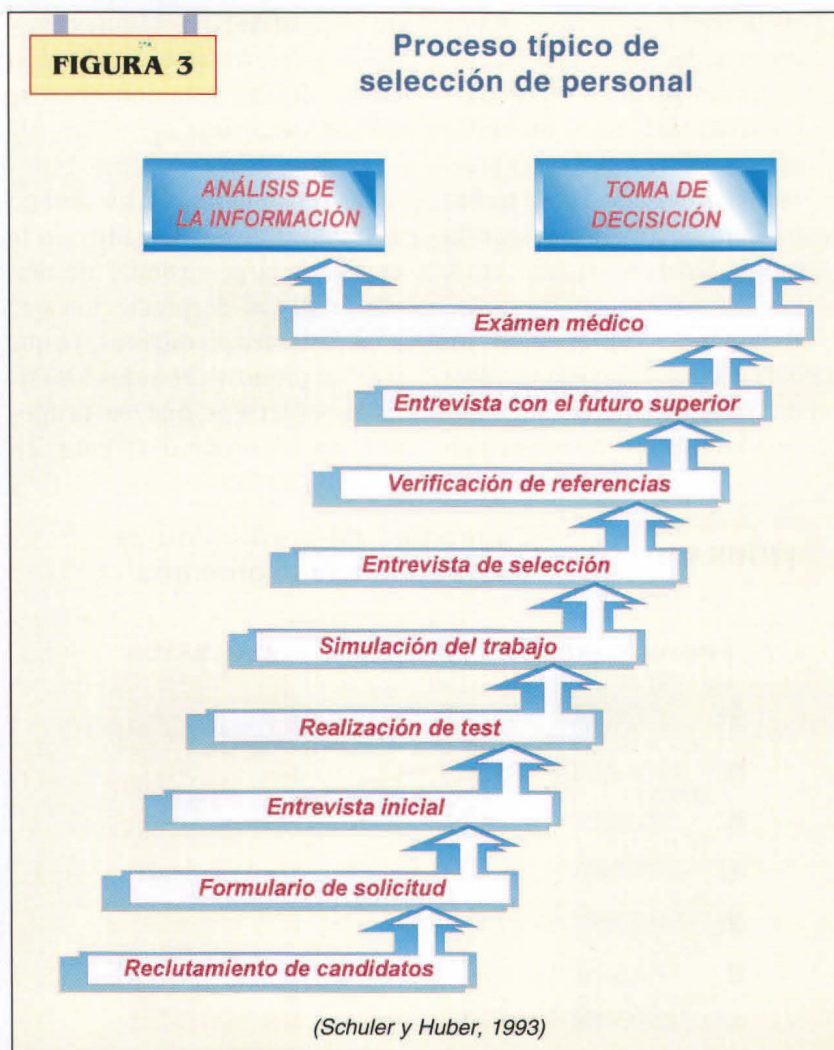 FIGURA 3
Proceso típico de
selección de personal
ANÁLISIS DE
LA INFORMACIÓN
TOMA DE
DECISICIÓN
Exámen médico
Entrevista con el futuro superior
Verificación de referencias
Entrevista de selección
Simulación del trabajo
Realización de test
Entrevista inicial
Formulario de solicitud
Reclutamiento de candidatos
(Schuler y Huber, 1993)